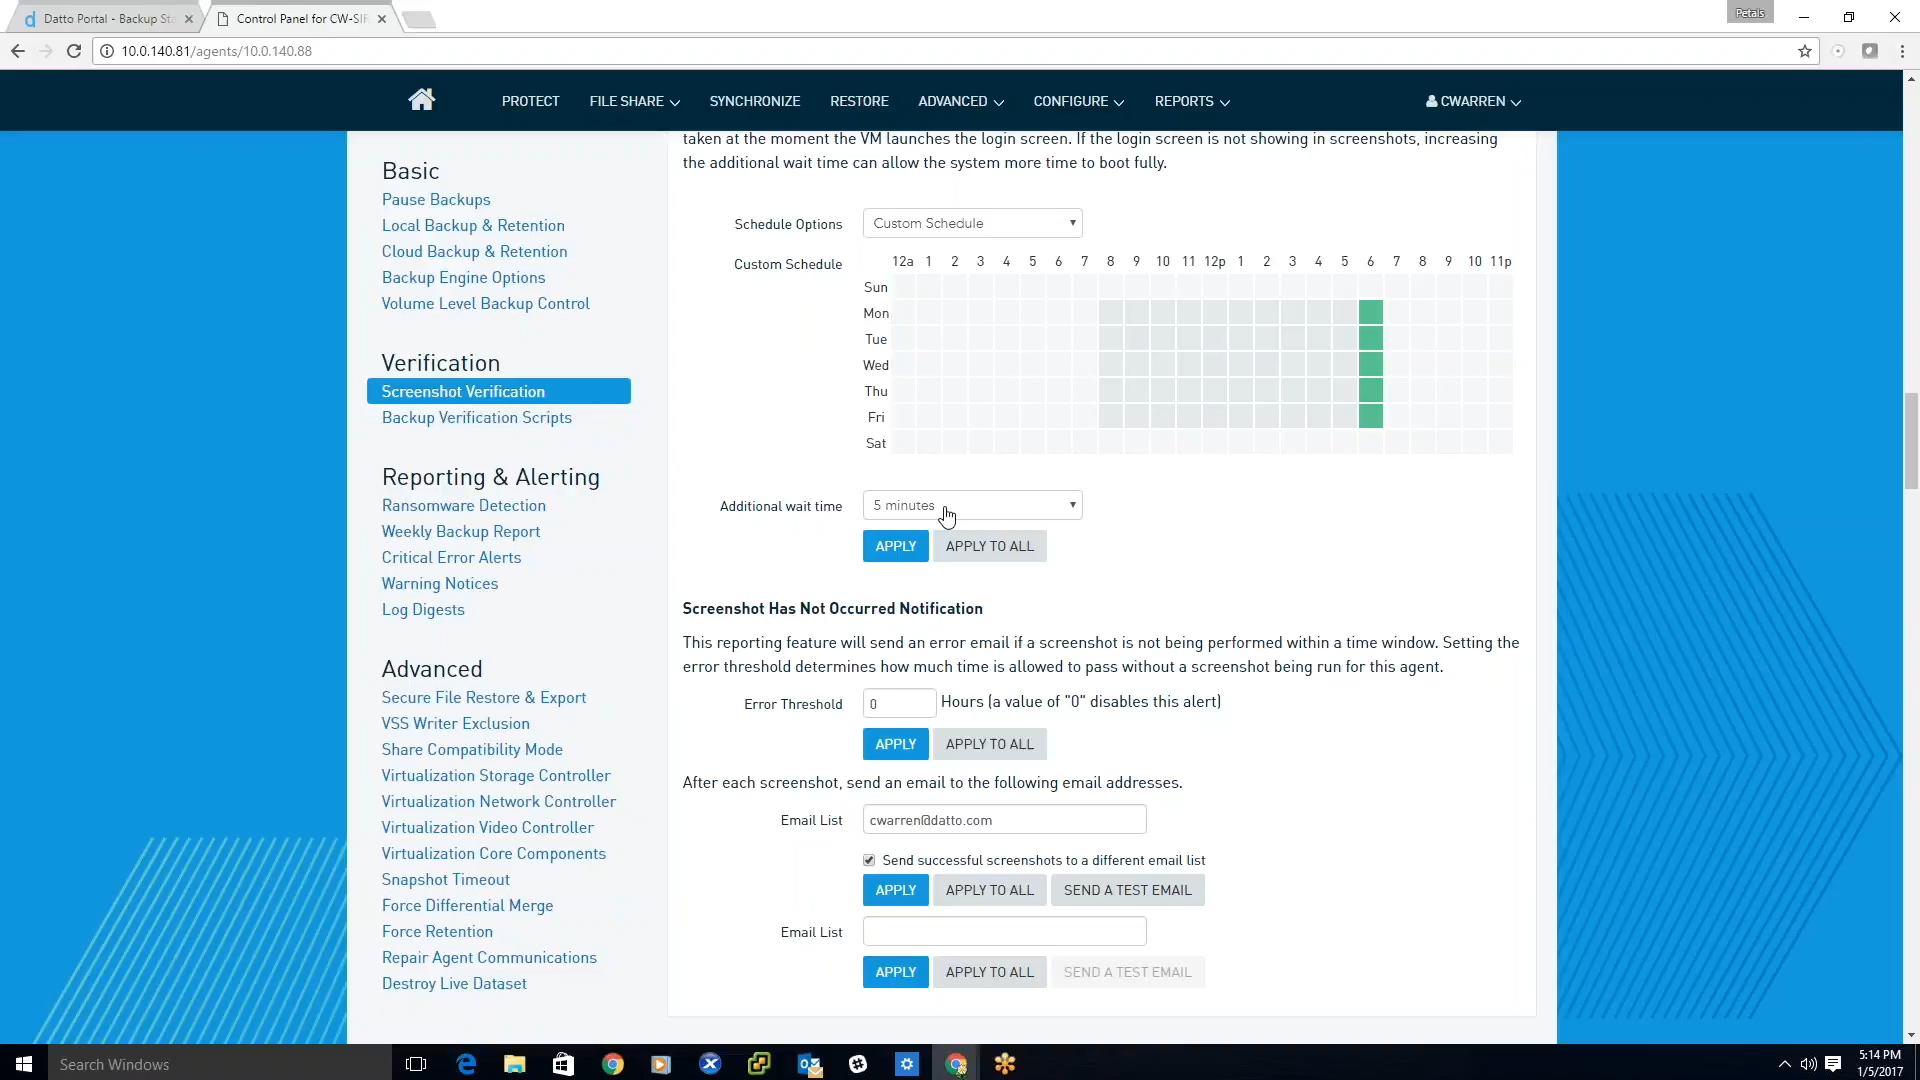 Datto Portal - Backup Sta
Control Panel for CW-SIR
Petals
10.0.140.81/agents/10.0.140.88
PROTECT FILE SHARE SYNCHRONIZE RESTORE ADVANCED CONFIGURE REPORTS CWARREN
taken at the moment the VM launches the login screen. If the login screen is not showing in screenshots, increasing
the additional wait time can allow the system more time to boot fully.
Basic
Pause Backups
Local Backup & Retention
Cloud Backup & Retention
Backup Engine Options
Volume Level Backup Control
Verification
Screenshot Verification
Backup Verification Scripts
Reporting & Alerting
Ransomware Detection
Weekly Backup Report
Critical Error Alerts
Warning Notices
Log Digests
Advanced
Secure File Restore & Export
VSS Writer Exclusion
Share Compatibility Mode
Virtualization Storage Controller
Virtualization Network Controller
Virtualization Video Controller
Virtualization Core Components
Snapshot Timeout
Force Differential Merge
Force Retention
Repair Agent Communications
Destroy Live Dataset
Schedule Options Custom Schedule
Custom Schedule 12a 1 2 3 4 5 6 7 8 9 10 11 12p 1 2 3 4 5 6 7 8 9 10 11p
Sun
Mon
Tue
Wed
Thu
Fri
Sat
Additional wait time 5 minutes
APPLY APPLY TO ALL
Screenshot Has Not Occurred Notification
This reporting feature will send an error email if a screenshot is not being performed within a time window. Setting the
error threshold determines how much time is allowed to pass without a screenshot being run for this agent.
Error Threshold 0 Hours (a value of "0" disables this alert)
APPLY APPLY TO ALL
After each screenshot, send an email to the following email addresses.
Email List cwarren@datto.com
Send successful screenshots to a different email list
APPLY APPLY TO ALL SEND A TEST EMAIL
Email List
APPLY APPLY TO ALL SEND A TEST EMAIL
Search Windows
5:14 PM
1/5/2017